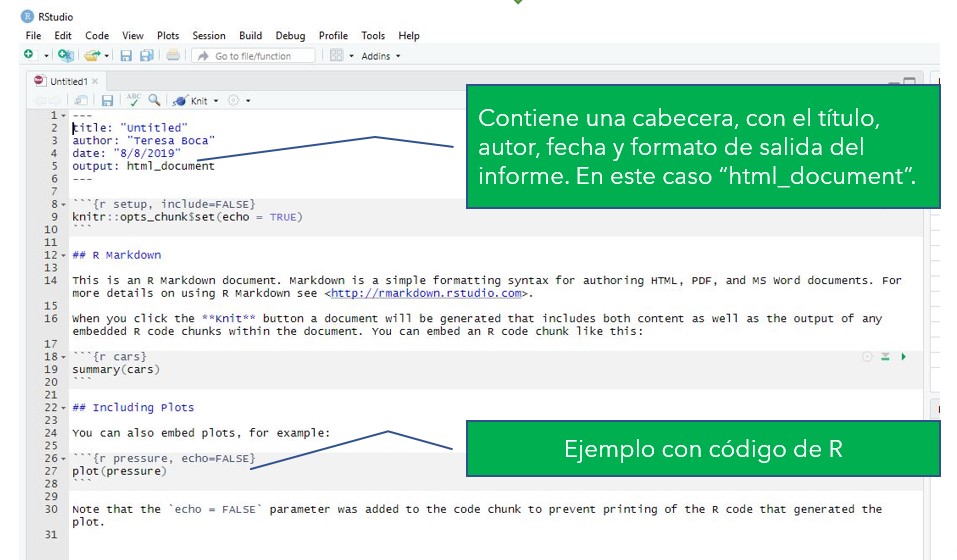 RStudio
File Edit Code View Plots Session Build Debug Profile Tools Help
Go to file/function Addins
Untitled1
ABC Knit
1 ---
2 title: "Untitled"
3 author: "Teresa Boca"
4 date: "8/8/2019"
5 output: html_document
6 ---
7
8 ```{r setup, include=FALSE}
9 knitr::opts_chunk$set(echo = TRUE)
10 ```
11
12 ## R Markdown
13
14 This is an R Markdown document. Markdown is a simple formatting syntax for authoring HTML, PDF, and MS Word documents. For
more details on using R Markdown see <http://rmarkdown.rstudio.com>.
15
16 When you click the **Knit** button a document will be generated that includes both content as well as the output of any
embedded R code chunks within the document. You can embed an R code chunk like this:
17
18 ```{r cars}
19 summary(cars)
20 ```
21
22 ## Including Plots
23
24 You can also embed plots, for example:
25
26 ```{r pressure, echo=FALSE}
27 plot(pressure)
28 ```
29
30 Note that the `echo = FALSE` parameter was added to the code chunk to prevent printing of the R code that generated the
plot.
31
Contiene una cabecera, con el título,
autor, fecha y formato de salida del
informe. En este caso “html_document”.
Ejemplo con código de R